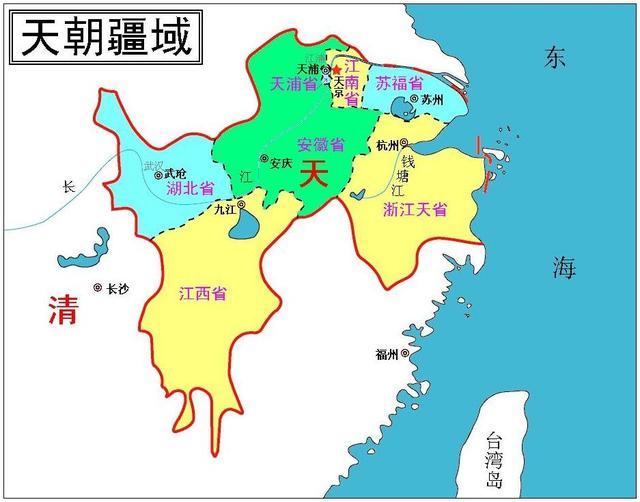 天朝疆域
东
海
江浦
天浦
天浦省
天京
江南省
苏福省
苏州
安徽省
杭州
钱塘江
安庆
天
武汉
武玱
湖北省
长
江
九江
浙江天省
江西省
长沙
清
福州
台湾岛